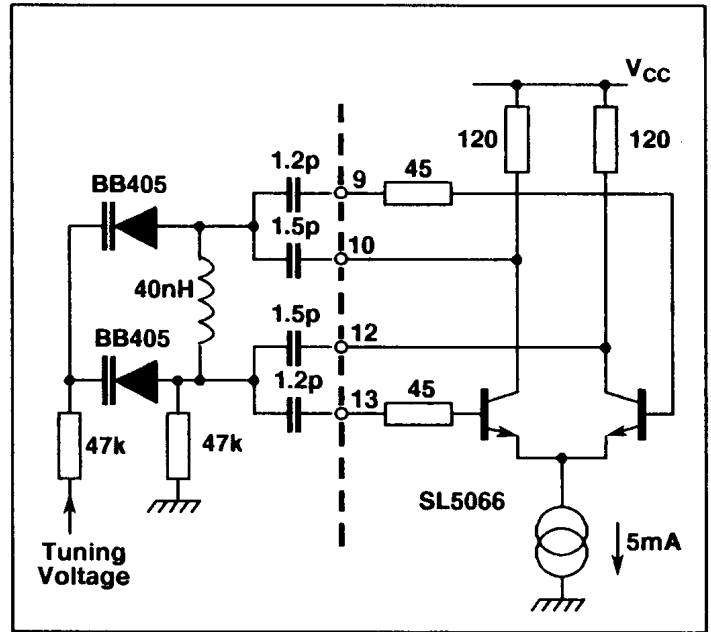 V_CC
120
120
1.2p
9
45
BB405
1.5p
10
40nH
1.5p
12
BB405
1.2p
13
45
47k
47k
SL5066
5mA
Tuning
Voltage